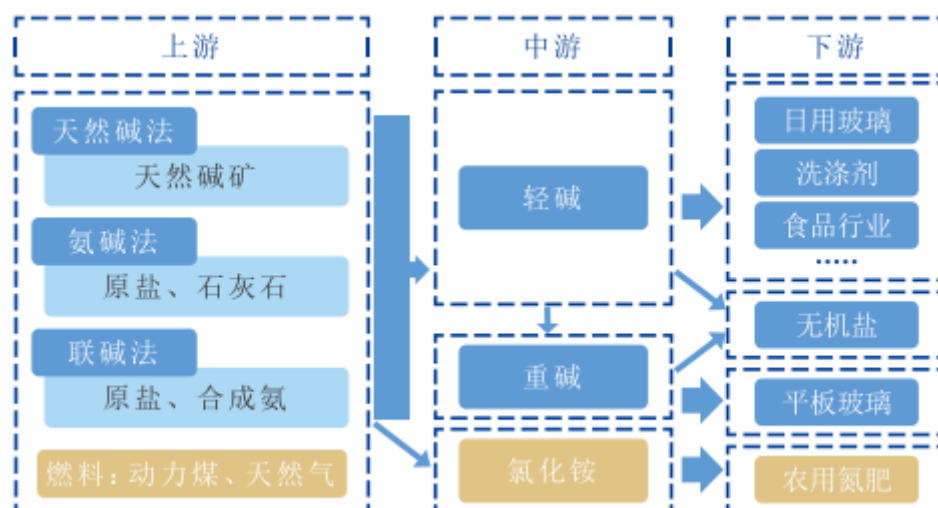 上游
天然碱法
天然碱矿
氨碱法
原盐、石灰石
联碱法
原盐、合成氨
燃料：动力煤、天然气
中游
轻碱
重碱
氯化铵
下游
日用玻璃
洗涤剂
食品行业
.....
无机盐
平板玻璃
农用氮肥